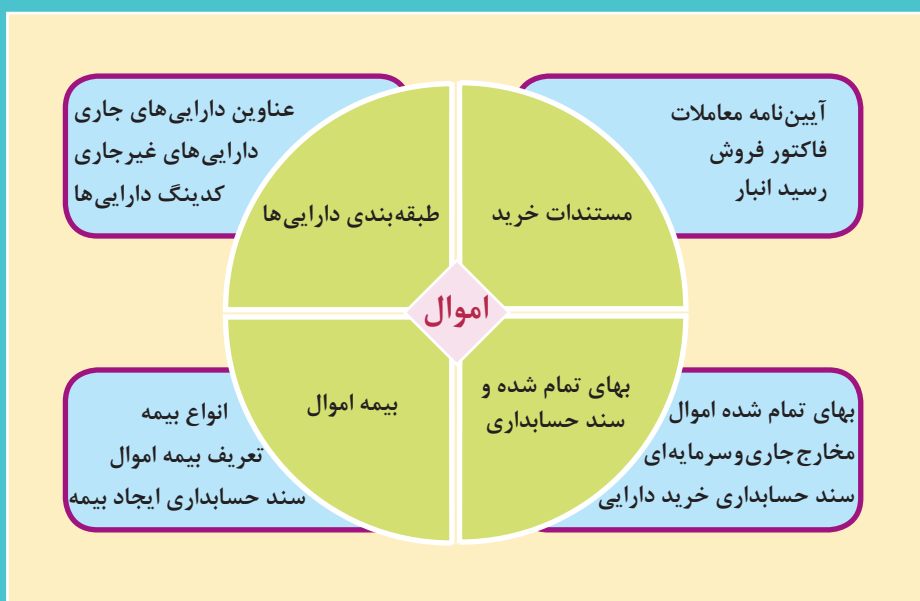 آیین‌نامه معاملات
فاکتور فروش
رسید انبار
مستندات خرید
عناوین دارایی‌های جاری
دارایی‌های غیرجاری
کدینگ دارایی‌ها
طبقه‌بندی دارایی‌ها
اموال
بهای تمام شده و
سند حسابداری
بهای تمام شده اموال
مخارج‌جاری‌وسرمایه‌ای
سند حسابداری خرید دارایی
بیمه اموال
انواع بیمه
تعریف بیمه اموال
سند حسابداری ایجاد بیمه